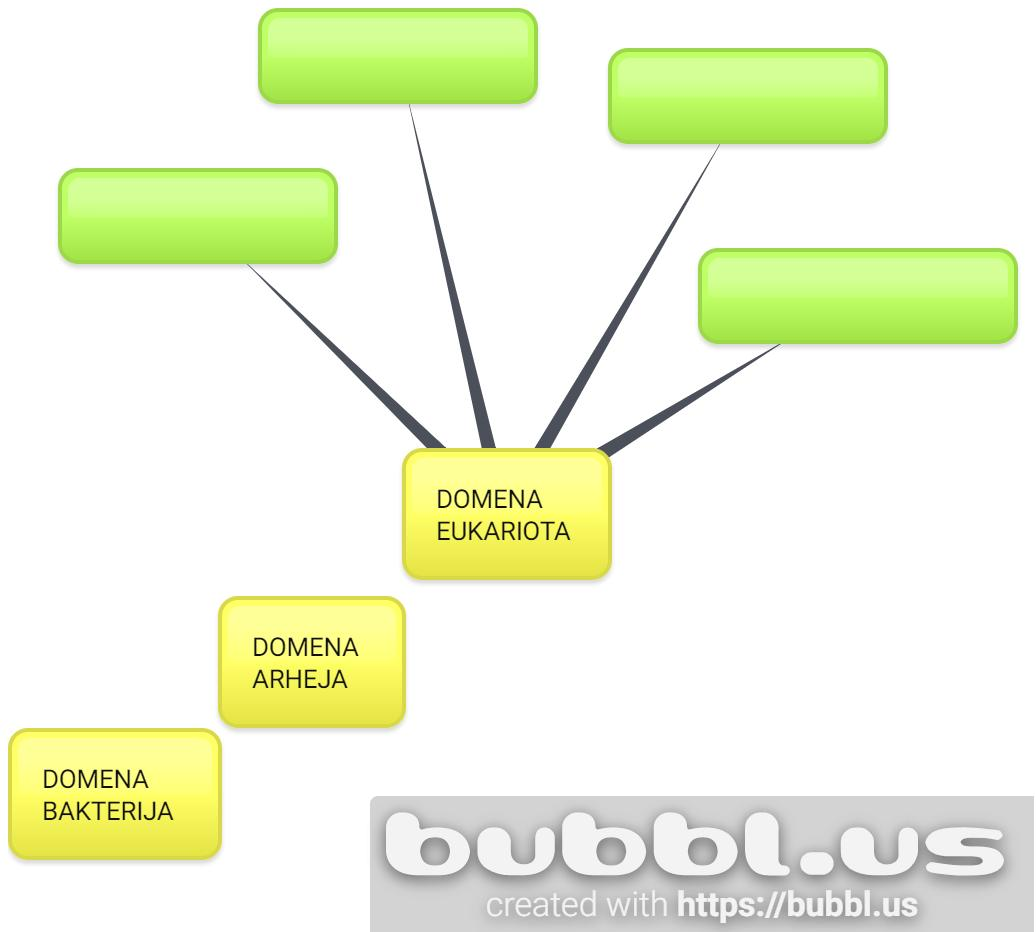 DOMENA
EUKARIOTA
DOMENA
ARHEJA
DOMENA
BAKTERIJA
bubbl.us
created with https://bubbl.us